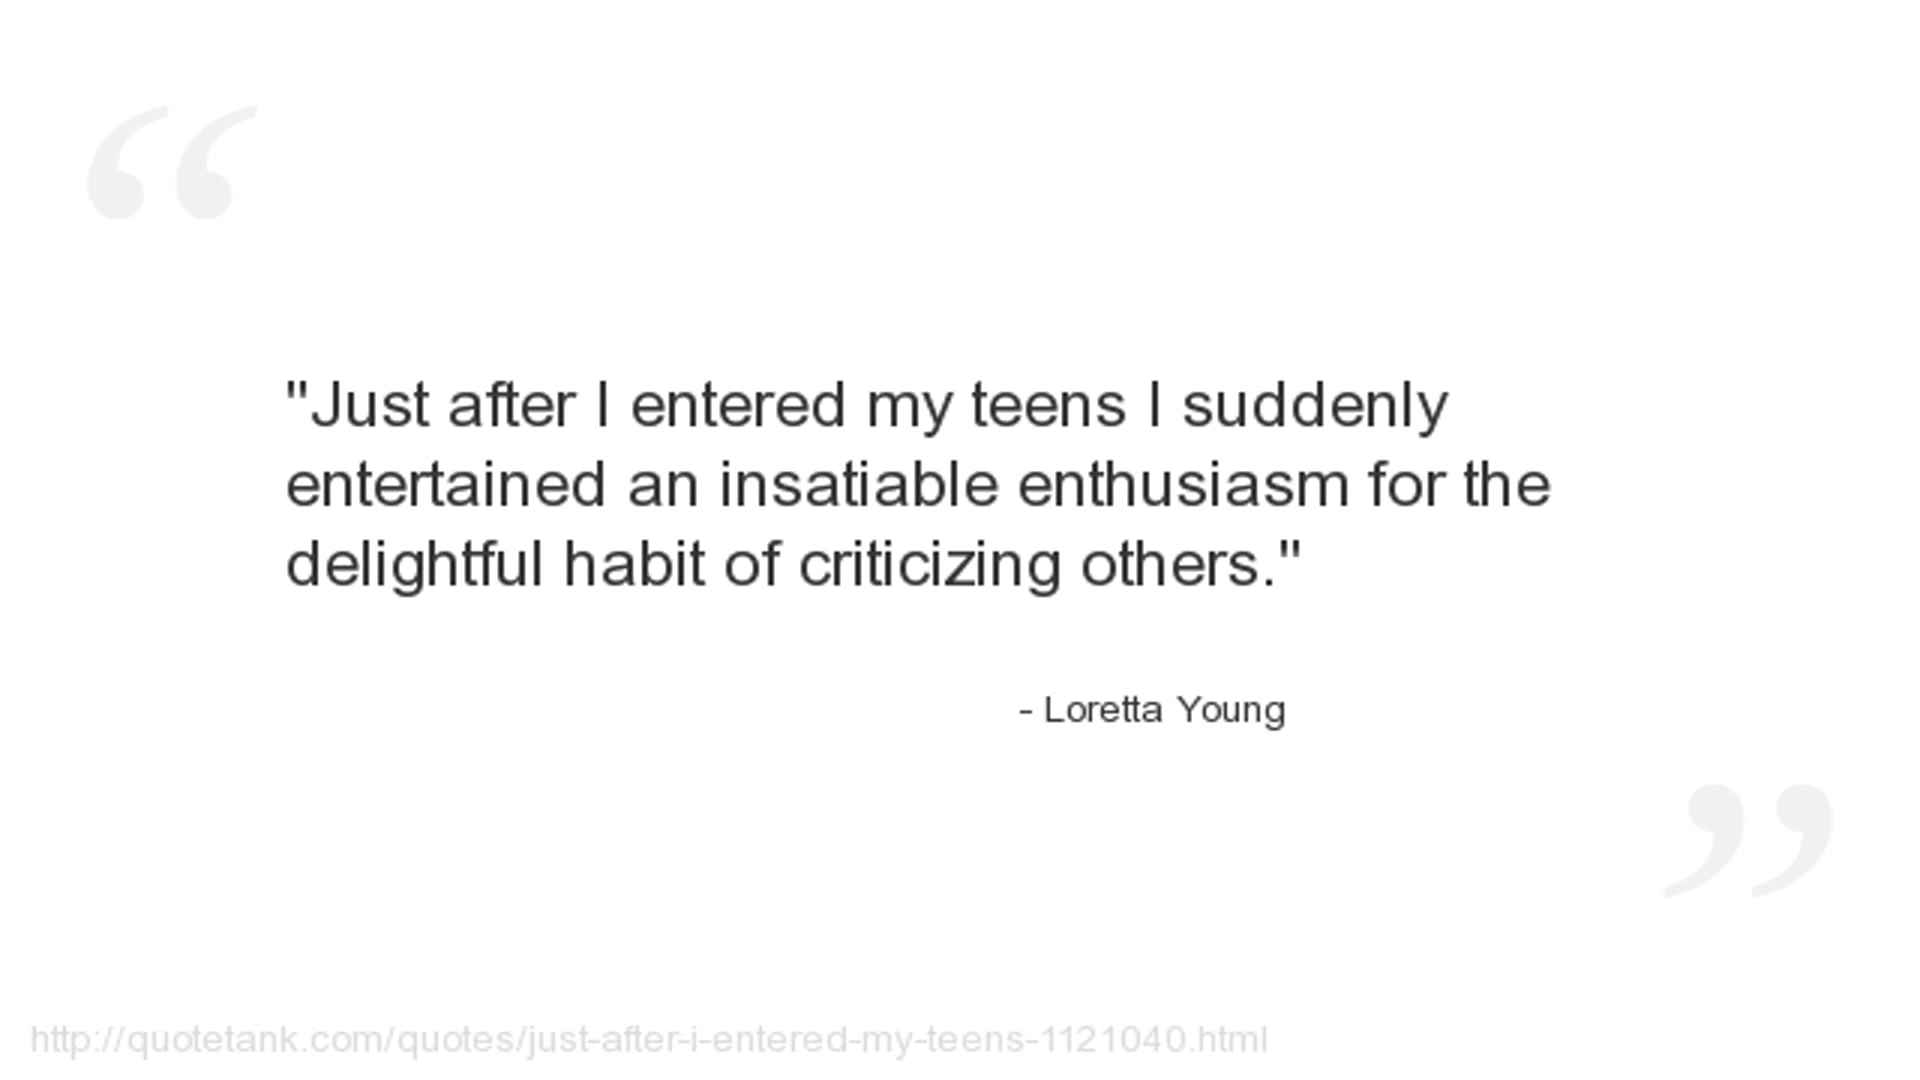 "Just after I entered my teens I suddenly
entertained an insatiable enthusiasm for the
delightful habit of criticizing others."
- Loretta Young
http://quotetank.com/quotes/just-after-i-entered-my-teens-1121040.html